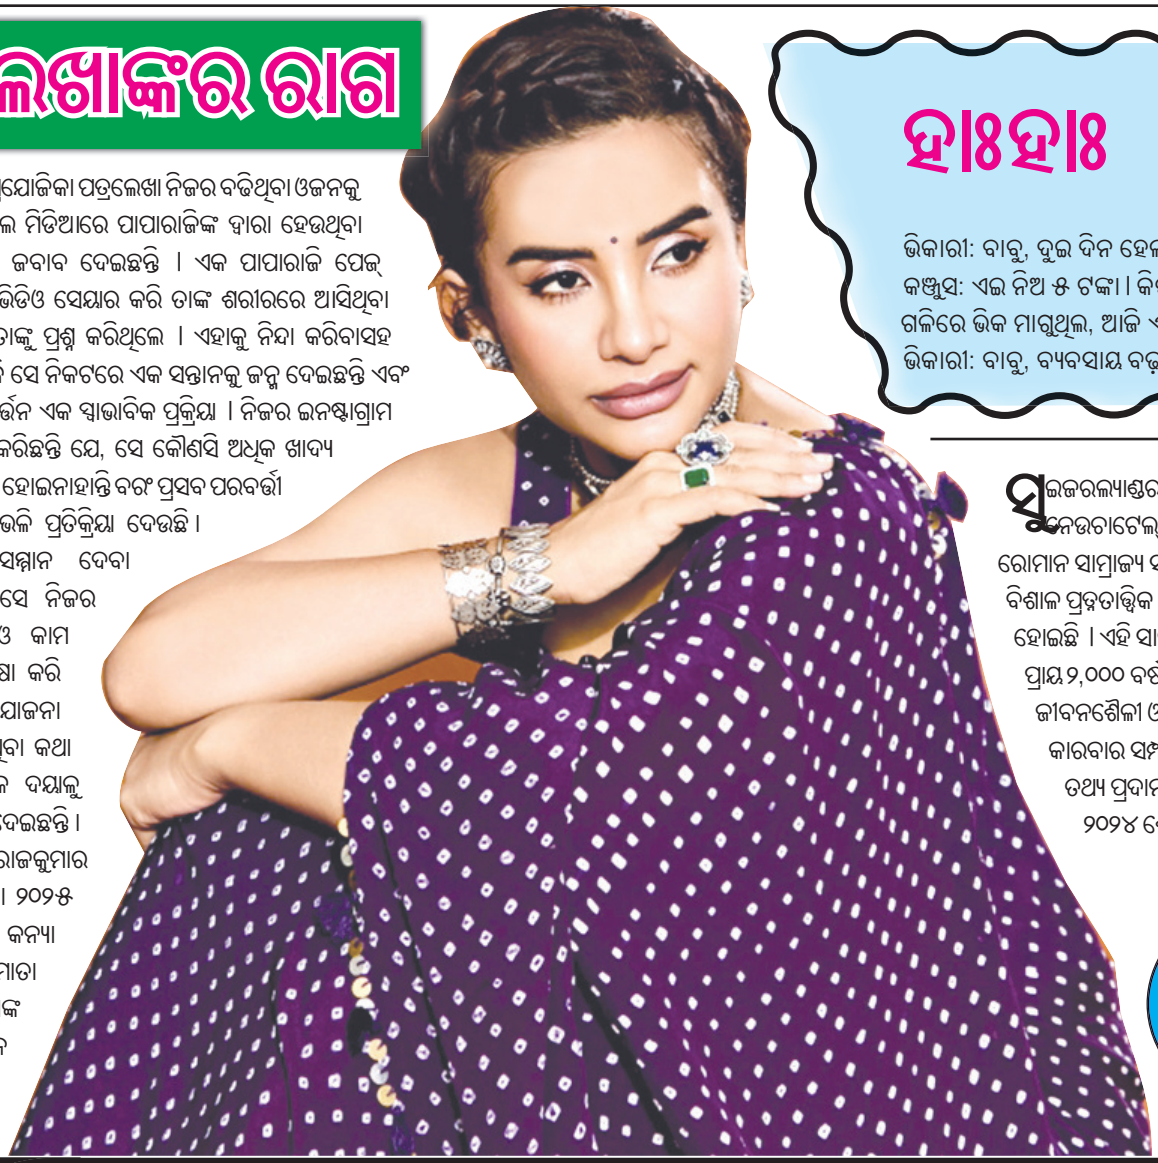 ଲେଖାଙ୍କର ରାଗ
ପତ୍ରଲେଖା ନିଜର ବଢିଥିବା ଓଜନକୁ
ମିଡିଆରେ ପାପାରାଜିଙ୍କ ଦ୍ୱାରା ହେଉଥିବା
ଜବାବ ଦେଇଛନ୍ତି । ଏକ ପାପାରାଜି ପେଜ୍
ଭିଡିଓ ସେୟାର କରି ତାଙ୍କ ଶରୀରରେ ଆସିଥିବା
ତାଙ୍କୁ ପ୍ରଶ୍ନ କରିଥିଲେ । ଏହାକୁ ନିନ୍ଦା କରିବାସହ
ସେ ନିକଟରେ ଏକ ସନ୍ତାନକୁ ଜନ୍ମ ଦେଇଛନ୍ତି ଏବଂ
ଏକ ସ୍ୱାଭାବିକ ପ୍ରକ୍ରିୟା । ନିଜର ଇନଷ୍ଟାଗ୍ରାମ
କରିଛନ୍ତି ଯେ, ସେ କୌଣସି ଅଧିକ ଖାଦ୍ୟ
ହୋଇନାହାନ୍ତି ବରଂ ପ୍ରସବ ପରବର୍ତ୍ତୀ
ଭଳି ପ୍ରତିକ୍ରିୟା ଦେଉଛି ।
ସମ୍ମାନ ଦେବା
ସେ ନିଜର
ଓ କାମ
କରି
ଯୋଜନା
କଥା
ଦୟାଳୁ
ଦେଇଛନ୍ତି ।
ରାଜକୁମାର
। ୨୦୨୫
କନ୍ୟା
ହାଃହାଃ
ଭିକାରୀ: ବାବୁ, ଦୁଇ ଦିନ
କଞ୍ଜୁସ: ଏଇ ନିଅ ୫ ଟଙ୍କା ।
ଗଳିରେ ଭିକ ମାଗୁଥିଲ, ଆଜି
ଭିକାରୀ: ବାବୁ, ବ୍ୟବସାୟ
ସୁଇଜରଲ୍ୟାଣ୍ଡର
ନେଉଚାଟେଲ୍
ରୋମାନ ସାମ୍ରାଜ୍ୟ
ବିଶାଳ ପ୍ରତ୍ନତାତ୍ତ୍ୱିକ
ହୋଇଛି । ଏହି
ପ୍ରାୟ ୨,୦୦୦ ବର୍ଷ
ଜୀବନଶୈଳୀ ଓ
କାରବାର
ତଥ୍ୟ ପ୍ରଦାନ
୨୦୨୪